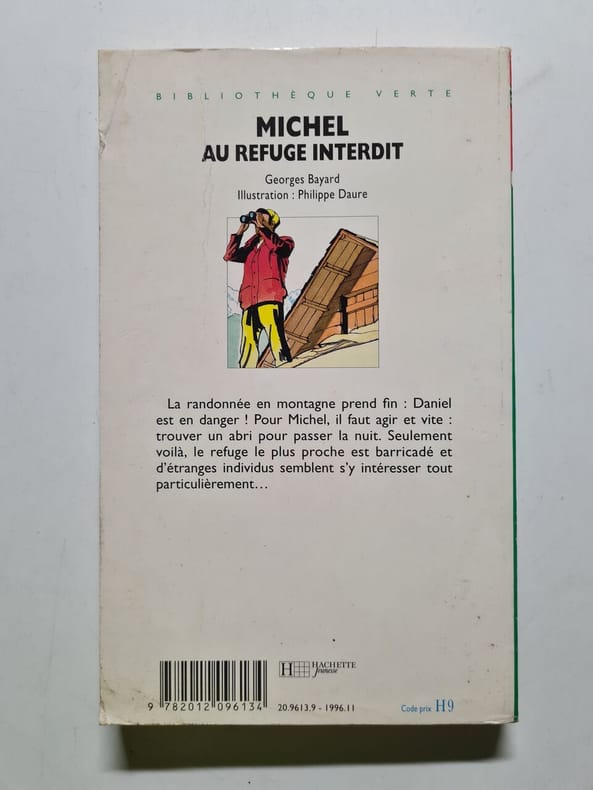 BIBLIOTHÈQUE VERTE
MICHEL
AU REFUGE INTERDIT
Georges Bayard
Illustration : Philippe Daure
La randonnée en montagne prend fin : Daniel
est en danger ! Pour Michel, il faut agir et vite :
trouver un abri pour passer la nuit. Seulement
voilà, le refuge le plus proche est barricadé et
d'étranges individus semblent s'y intéresser tout
particulièrement...
H HACHETTE
Jeunesse
9 782012 096134
20.9613.9 - 1996.11
Code prix H9